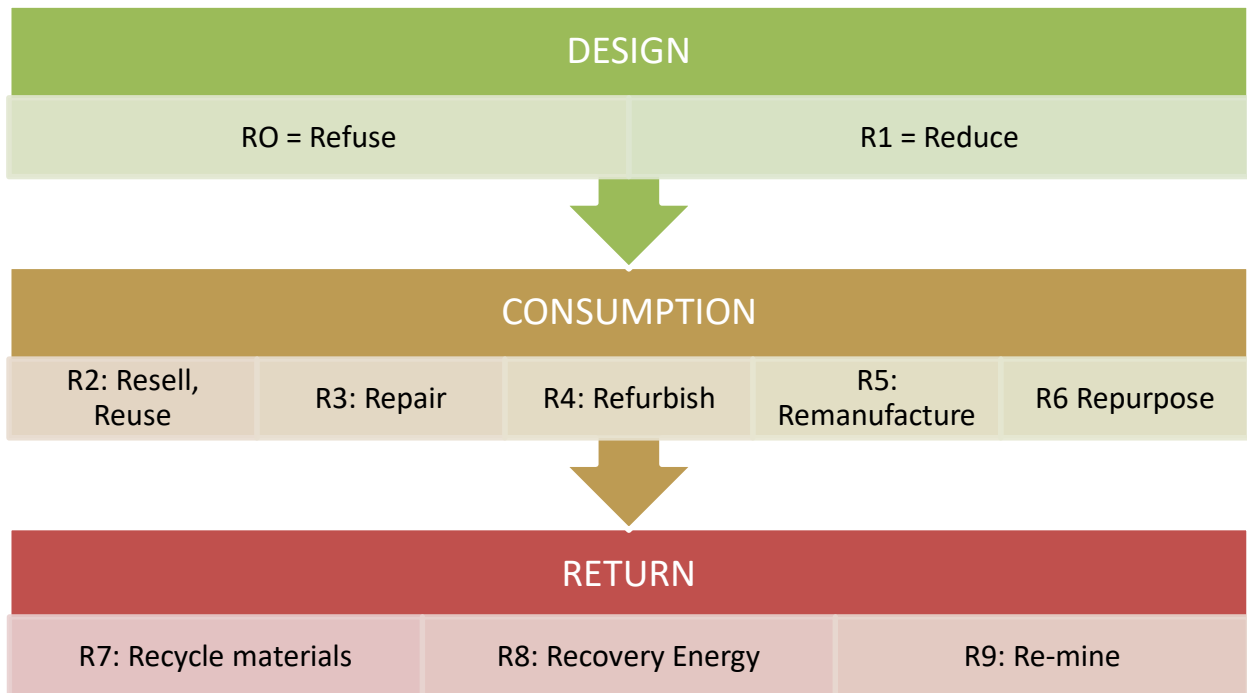 DESIGN
RO = Refuse
R1 = Reduce
CONSUMPTION
R2: Resell,
Reuse
R3: Repair
R4: Refurbish
R5:
Remanufacture
R6 Repurpose
RETURN
R7: Recycle materials
R8: Recovery Energy
R9: Re-mine